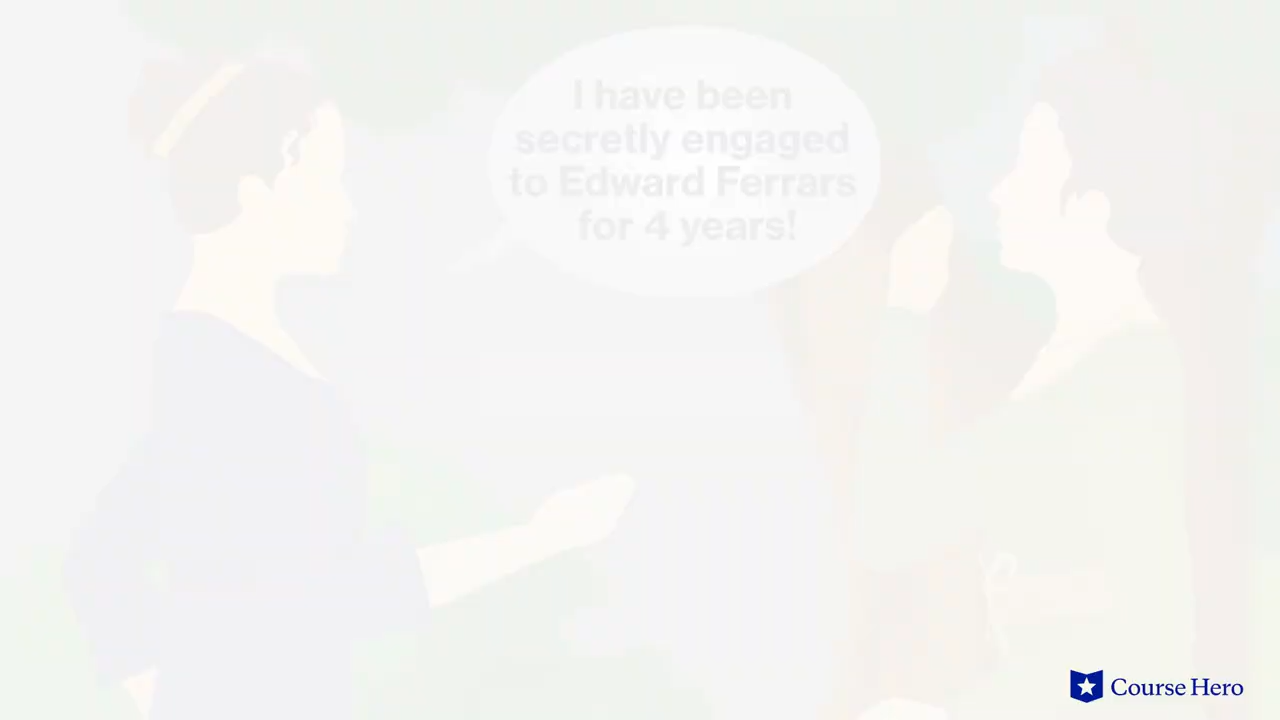 I have been
secretly engaged
to Edward Ferrars
for 4 years!
Course Hero